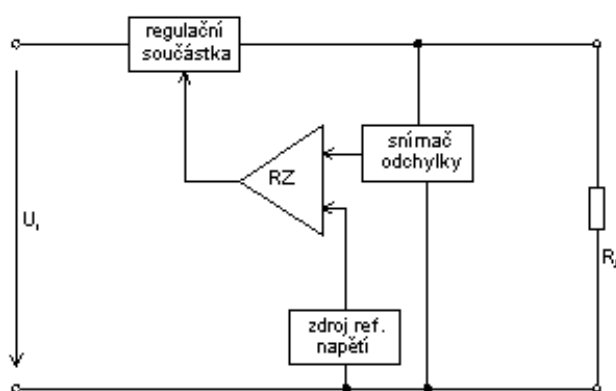 regulační
součástka
snímač
odchylky
RZ
U
R
zdroj ref.
napětí